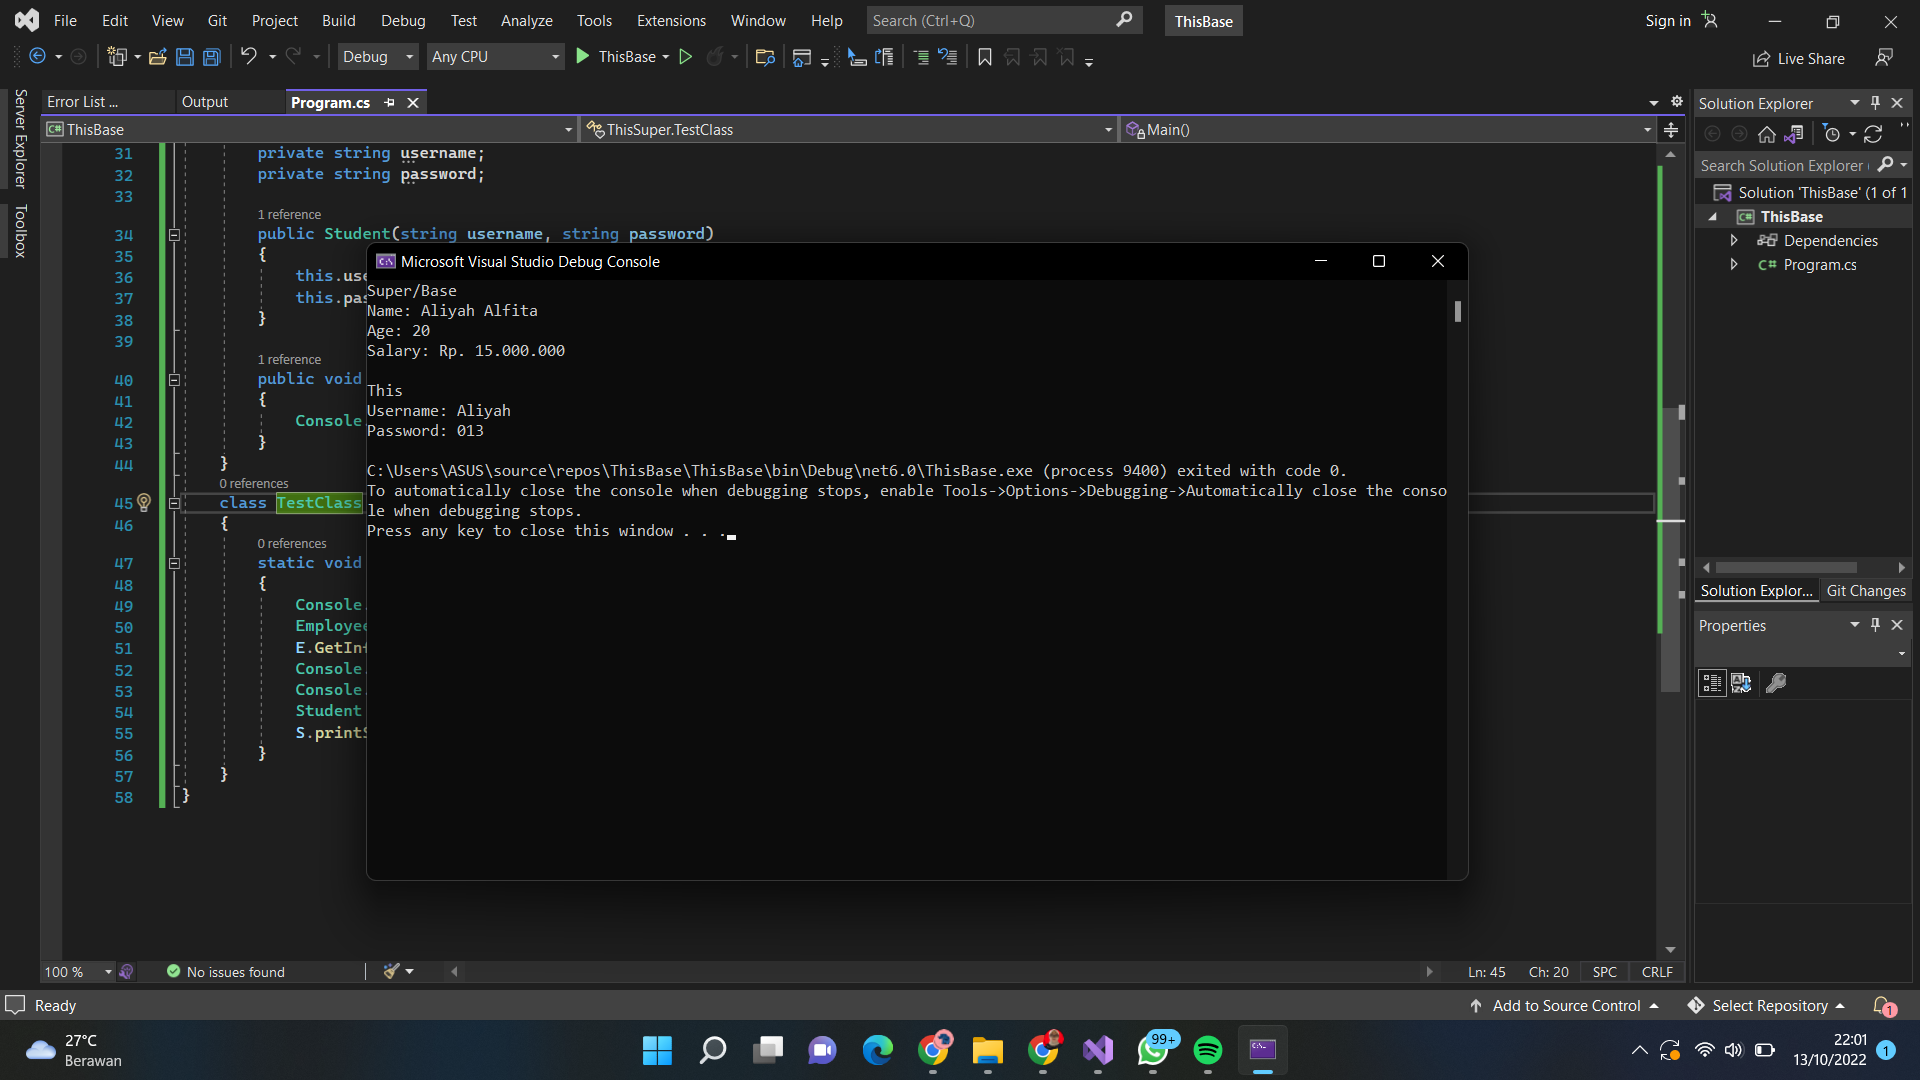 File Edit View Git Project Build Debug Test Analyze Tools Extensions Window Help Search (Ctrl+Q) ThisBase Sign in
Debug Any CPU ThisBase Live Share
Server Explorer
Toolbox
Error List ... Output Program.cs
ThisBase ThisSuper.TestClass Main()
31 private string username;
32 private string password;
33
1 reference
34 public Student(string username, string password)
35 {
36 this.use
37 this.pas
38 }
39
1 reference
40 public void
41 {
42 Console
43 }
44 }
0 references
45 class TestClass
46 {
0 references
47 static void
48 {
49 Console.
50 Employee
51 E.GetInf
52 Console.
53 Console.
54 Student
55 S.printS
56 }
57 }
58 }
Microsoft Visual Studio Debug Console
Super/Base
Name: Aliyah Alfita
Age: 20
Salary: Rp. 15.000.000
This
Username: Aliyah
Password: 013
C:\Users\ASUS\source\repos\ThisBase\ThisBase\bin\Debug\net6.0\ThisBase.exe (process 9400) exited with code 0.
To automatically close the console when debugging stops, enable Tools->Options->Debugging->Automatically close the conso
le when debugging stops.
Press any key to close this window . . .
Solution Explorer
Search Solution Explorer (
Solution 'ThisBase' (1 of 1
C# ThisBase
Dependencies
C# Program.cs
Solution Explor... Git Changes
Properties
100 % No issues found Ln: 45 Ch: 20 SPC CRLF
Ready Add to Source Control Select Repository 1
27°C
Berawan
99+
22:01
13/10/2022
1